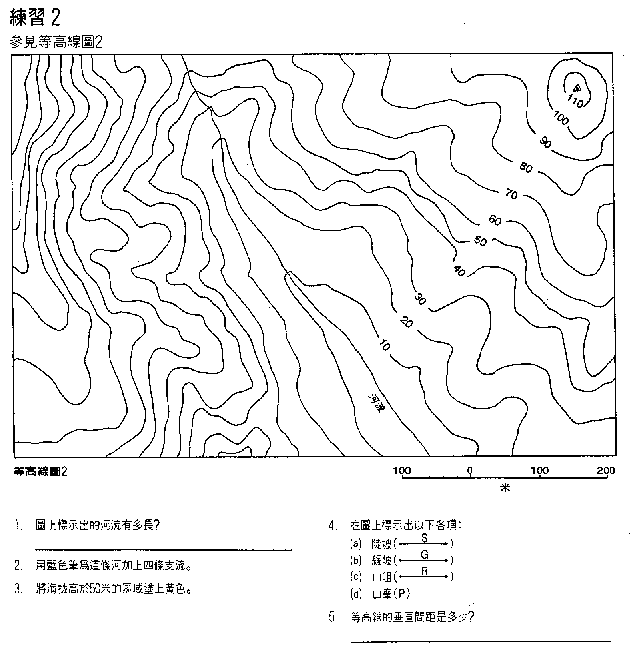 練習2
參見等高線圖2
110
100
90
80
70
60
50
40
30
20
10
河流
等高線圖2
100 0 100 200
米
1. 圖上標示出的河流有多長?
2. 用藍色筆為這條河加上四條支流。
3. 將海拔高於50米的區域塗上黃色。
4. 在圖上標示出以下各項:
(a) 陡坡( S )
(b) 緩坡( G )
(c) 山咀( R )
(d) 山峯(P)
5 等高線的垂直間距是多少?